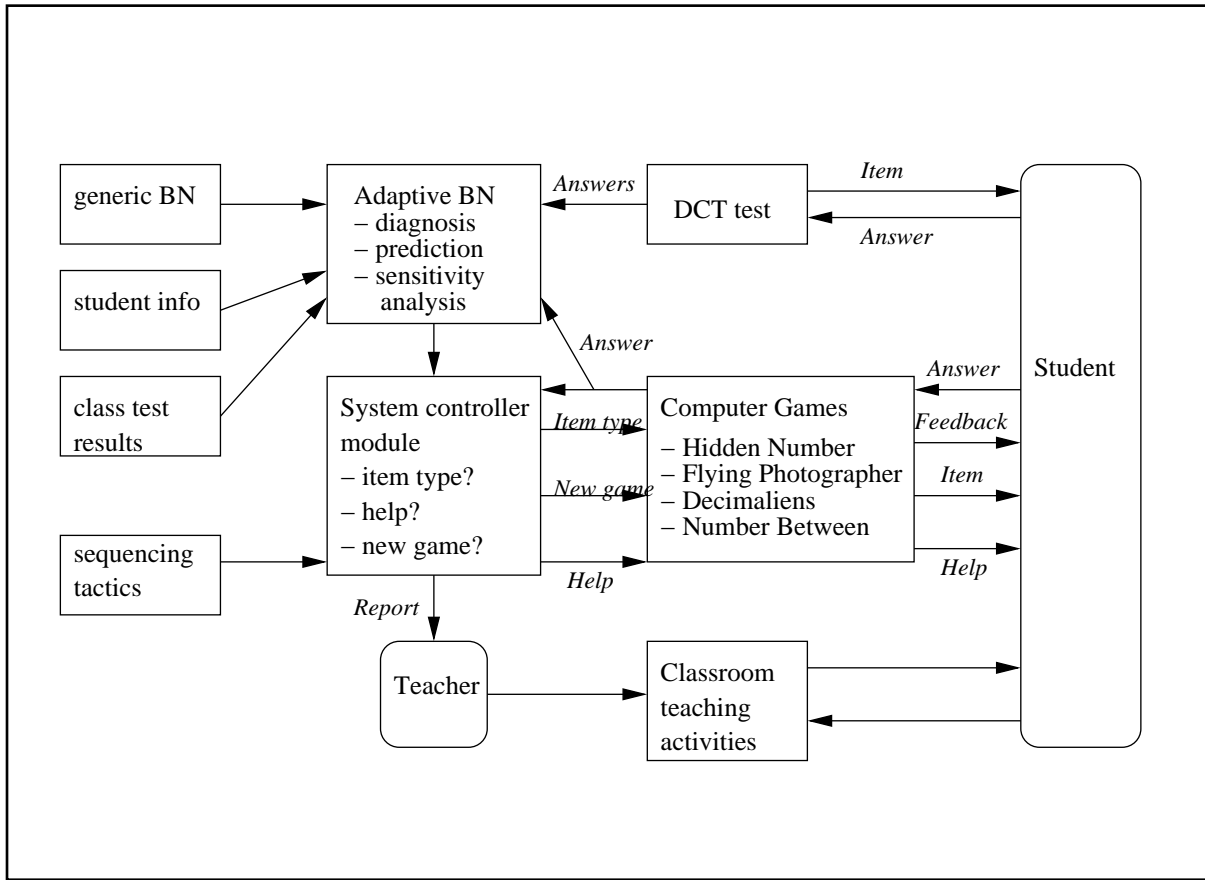 generic BN
student info
class test
results
sequencing
tactics
Adaptive BN
– diagnosis
– prediction
– sensitivity
analysis
Answers
DCT test
Item
Answer
Answer
System controller
module
– item type?
– help?
– new game?
Item type
New game
Help
Computer Games
– Hidden Number
– Flying Photographer
– Decimaliens
– Number Between
Answer
Feedback
Item
Help
Student
Report
Teacher
Classroom
teaching
activities